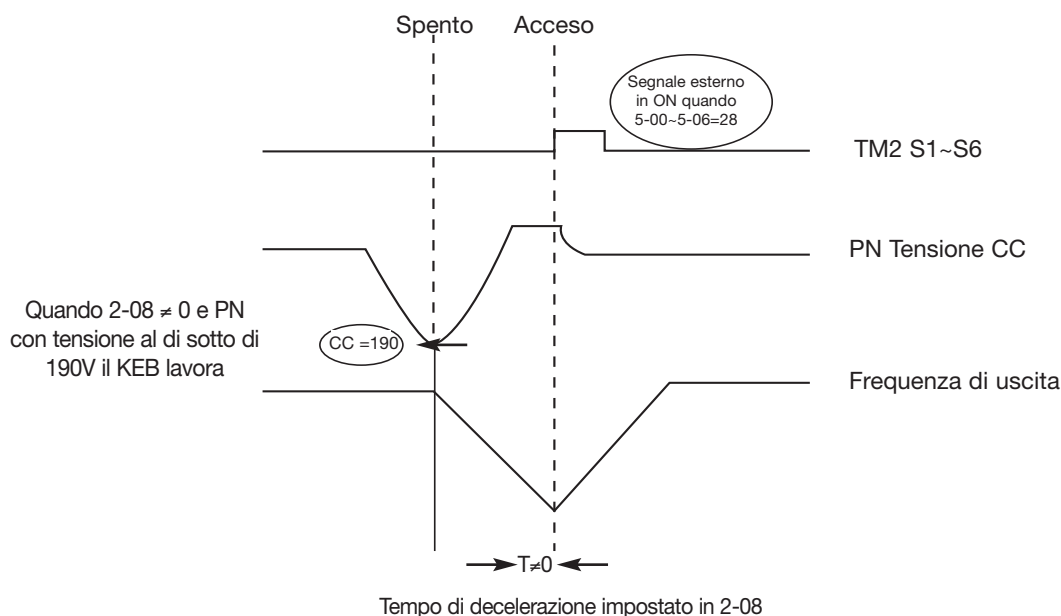 Spento
Acceso
Segnale esterno
in ON quando
5-00~5-06=28
TM2 S1~S6
PN Tensione CC
Quando 2-08 ≠ 0 e PN
con tensione al di sotto di
190V il KEB lavora
CC =190
Frequenza di uscita
T≠0
Tempo di decelerazione impostato in 2-08